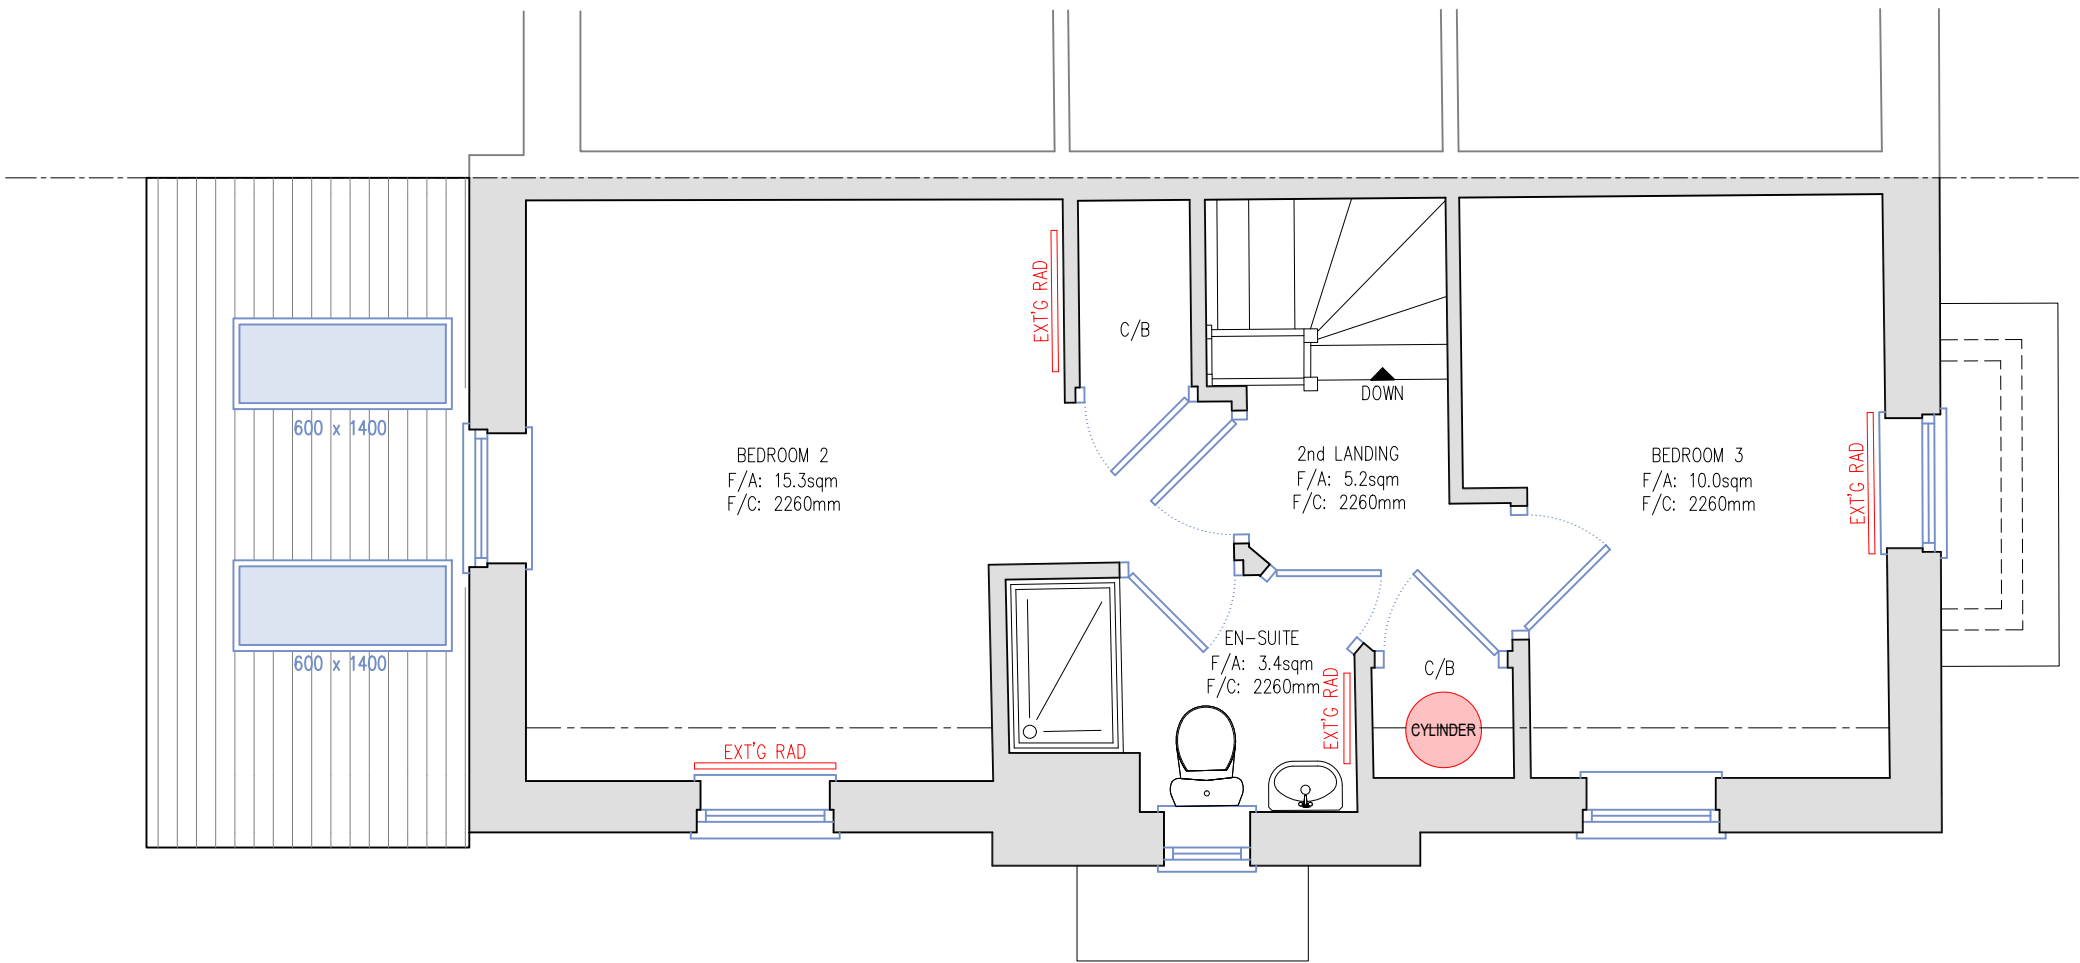 EXT'G RAD
C/B
DOWN
600 x 1400
BEDROOM 2
F/A: 15.3sqm
F/C: 2260mm
2nd LANDING
F/A: 5.2sqm
F/C: 2260mm
BEDROOM 3
F/A: 10.0sqm
F/C: 2260mm
EXT'G RAD
600 x 1400
EN-SUITE
F/A: 3.4sqm
F/C: 2260mm
EXT'G RAD
C/B
CYLINDER
EXT'G RAD